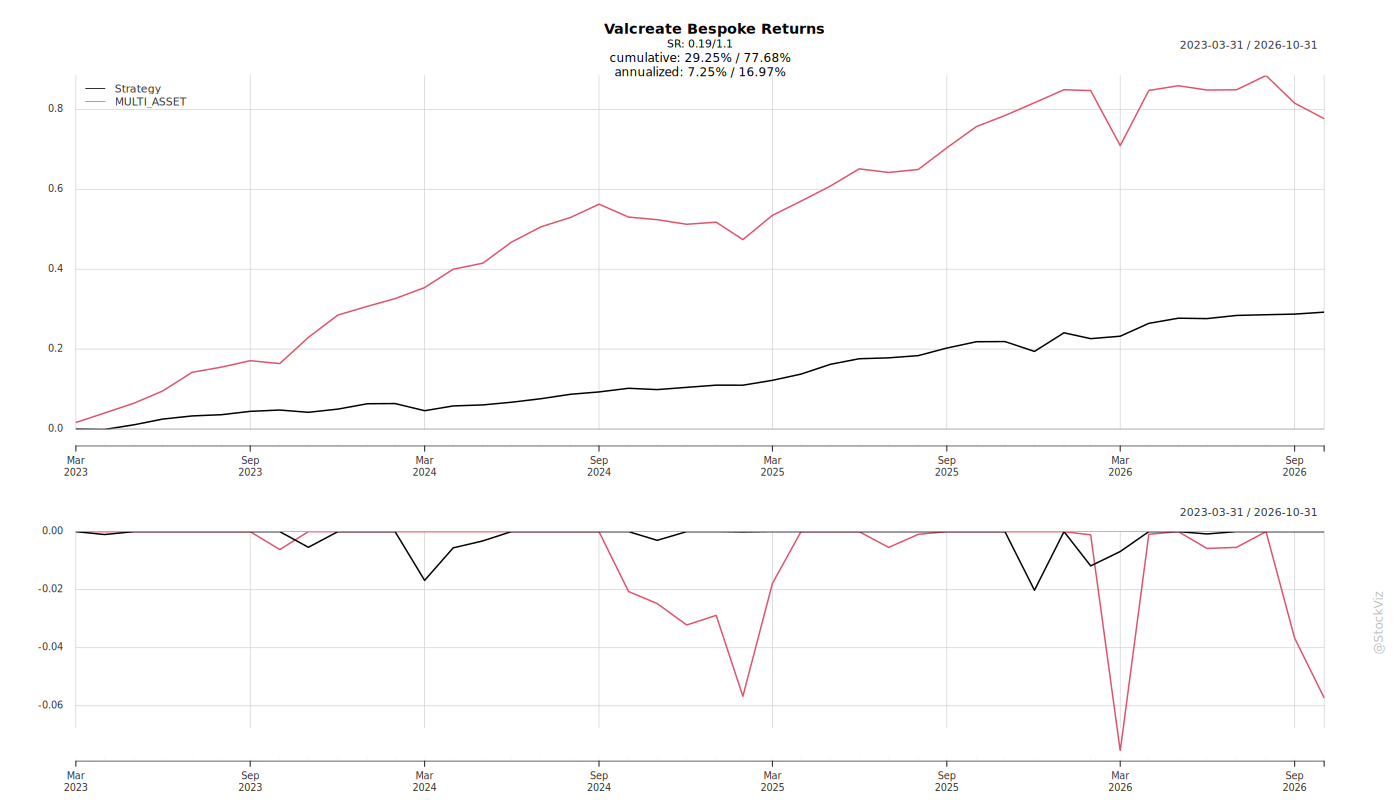 Valcreate Bespoke Returns
SR: 0.19/1.1
cumulative: 29.25% / 77.68%
annualized: 7.25% / 16.97%
2023-03-31 / 2026-10-31
Strategy
MULTI_ASSET
0.8
0.6
0.4
0.2
0.0
Mar Sep Mar Sep Mar Sep Mar Sep
2023 2023 2024 2024 2025 2025 2026 2026
2023-03-31 / 2026-10-31
0.00
-0.02
-0.04
-0.06
Mar Sep Mar Sep Mar Sep Mar Sep
2023 2023 2024 2024 2025 2025 2026 2026
@StockViz